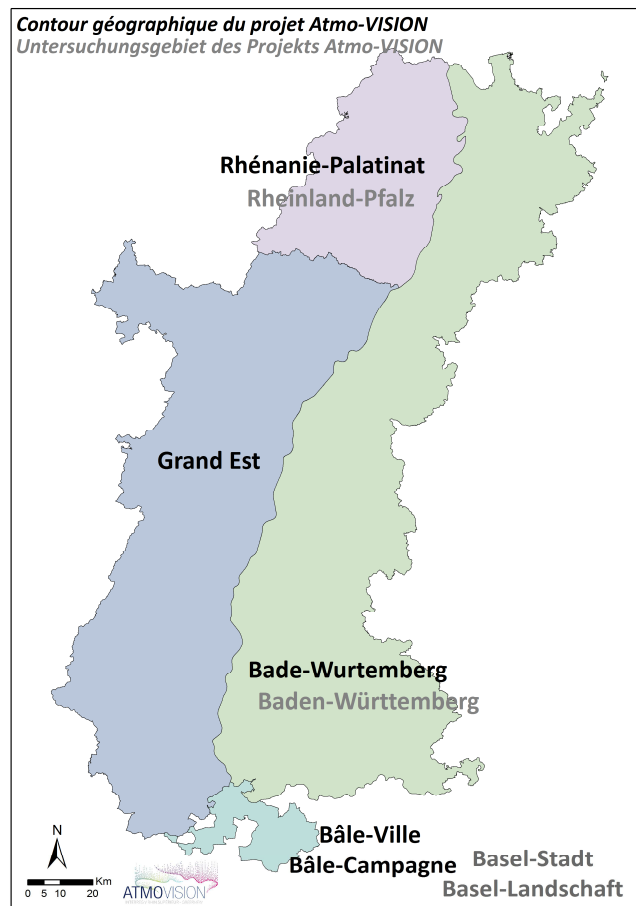 Contour géographique du projet Atmo-VISION
Untersuchungsgebiet des Projekts Atmo-VISION
Rhénanie-Palatinat
Rheinland-Pfalz
Grand Est
Bade-Wurtemberg
Baden-Württemberg
Bâle-Ville
Bâle-Campagne
Basel-Stadt
Basel-Landschaft
N
Km
0 5 10 20
ATMOVISION